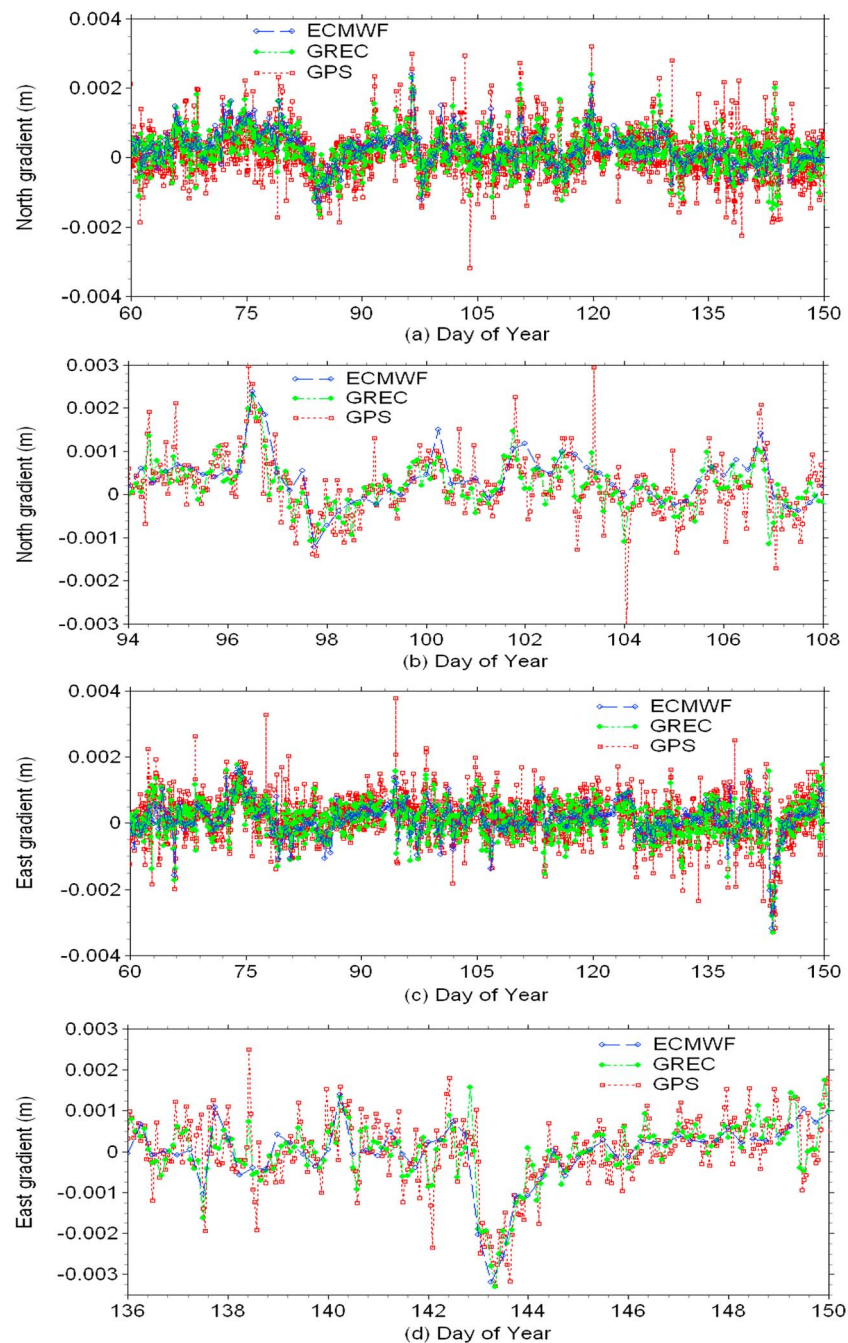 0.004
0.002
0
-0.002
-0.004
North gradient (m)
ECMWF
GREC
GPS
60 75 90 105 120 135 150
(a) Day of Year
0.003
0.002
0.001
0
-0.001
-0.002
-0.003
North gradient (m)
ECMWF
GREC
GPS
94 96 98 100 102 104 106 108
(b) Day of Year
0.004
0.002
0
-0.002
-0.004
East gradient (m)
ECMWF
GREC
GPS
60 75 90 105 120 135 150
(c) Day of Year
0.003
0.002
0.001
0
-0.001
-0.002
-0.003
East gradient (m)
ECMWF
GREC
GPS
136 138 140 142 144 146 148 150
(d) Day of Year